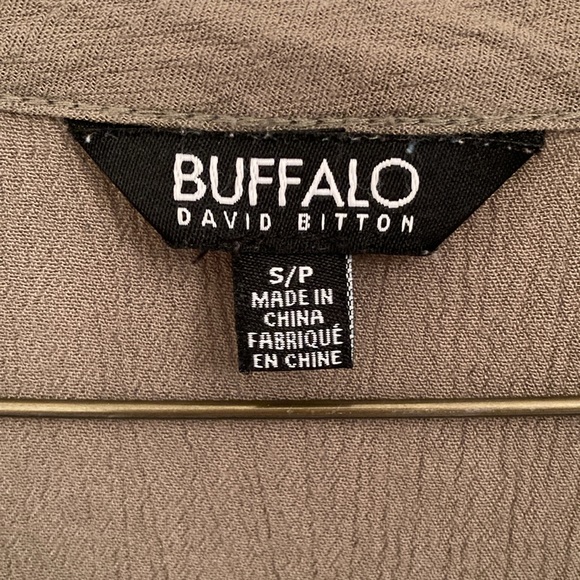 BUFFALO
DAVID BITTON
S/P
MADE IN
CHINA
FABRIQUÉ
EN CHINE